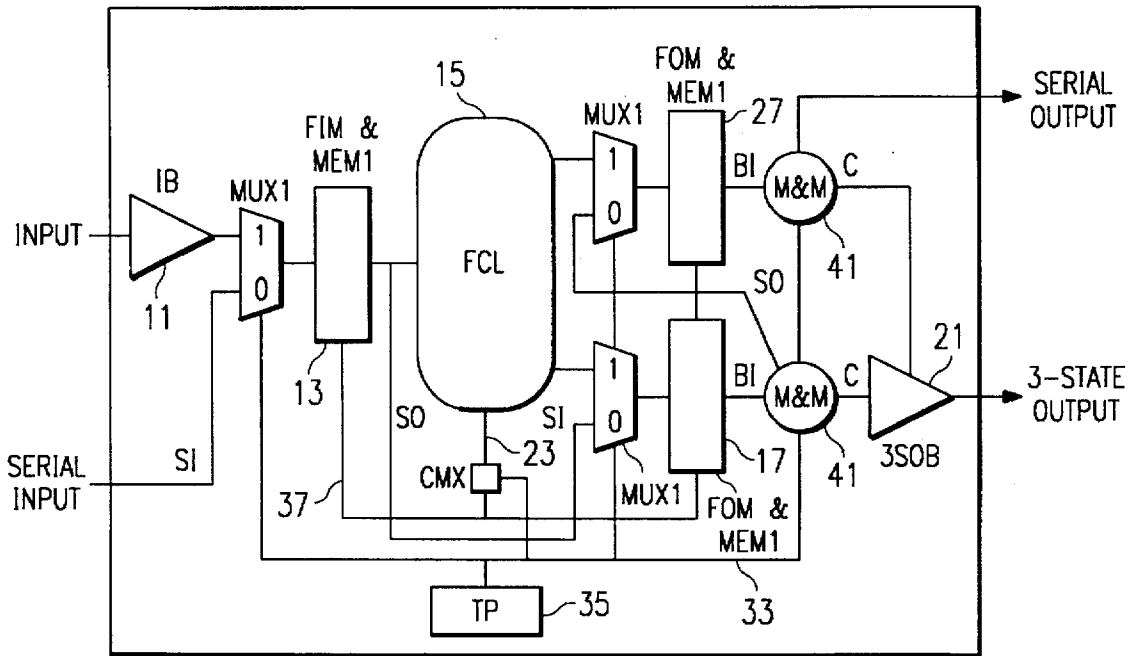 15
FOM &
MEM1
27
SERIAL
OUTPUT
MUX1
FIM &
MEM1
IB
MUX1
1
0
BI
M&M
C
INPUT
1
0
FCL
41
11
SO
21
13
1
0
BI
M&M
C
3-STATE
OUTPUT
SO
SI
23
17
41
3SOB
SERIAL
INPUT
SI
37
CMX
MUX1
FOM &
MEM1
TP
35
33